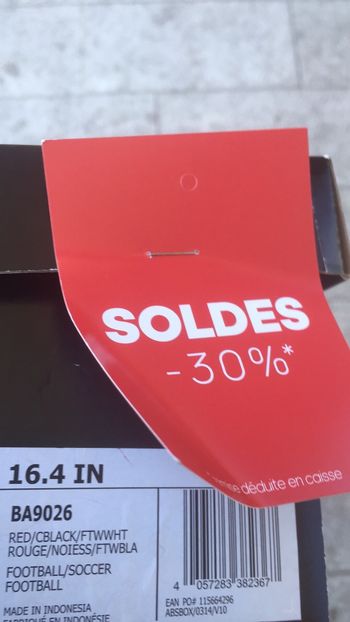 SOLDES
-30%*
déduite en caisse
16.4 IN
BA9026
RED/CBLACK/FTWWHT
ROUGE/NOIESS/FTWBLA
FOOTBALL/SOCCER
FOOTBALL
MADE IN INDONESIA
FABRIQUÉ EN INDONÉSIE
4 057283 382367
EAN PO# 115664296
ABSBOX/0314/V10